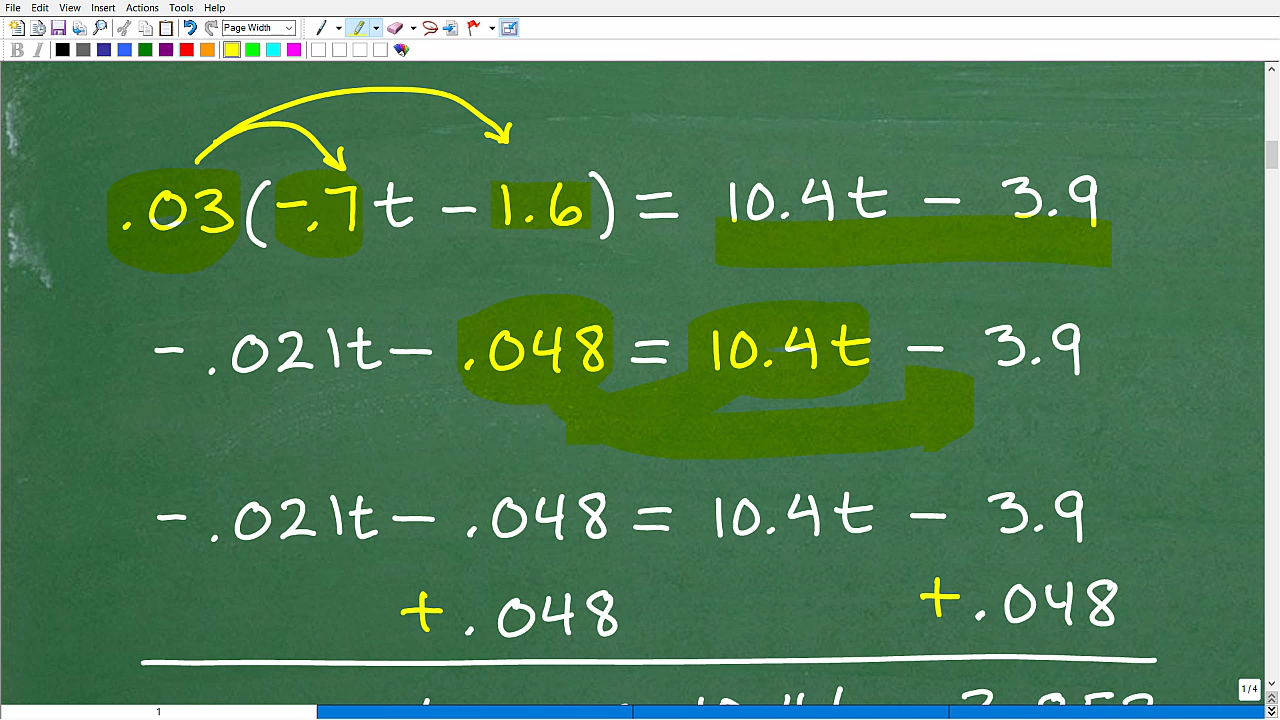 File Edit View Insert Actions Tools Help
Page Width
B I
.03(-.7t - 1.6) = 10.4t - 3.9
-.021t - .048 = 10.4t - 3.9
-.021t - .048 = 10.4t - 3.9
+ .048 + .048
1/4
1